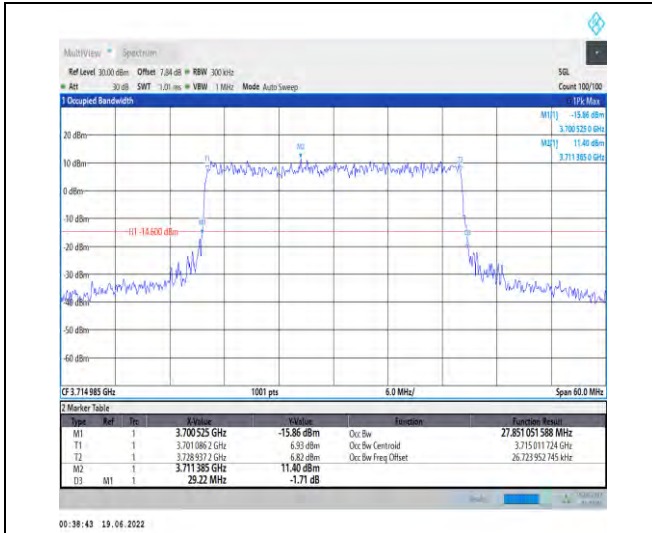 MultiView Spectrum
Ref Level 30.00 dBm Offset 7.84 dB RBW 300 kHz SGL
Att 30 dB SWT 1.01 ms VBW 1 MHz Mode Auto Sweep Count 100/100
1 Occupied Bandwidth 1Pk Max
M1[1] -15.86 dBm
3.700 525 0 GHz
M2[1] 11.40 dBm
3.711 385 0 GHz
20 dBm
10 dBm
T1 M2 T2
0 dBm
-10 dBm
M1
H1 -14.600 dBm
D3
-20 dBm
-30 dBm
-40 dBm
-50 dBm
-60 dBm
CF 3.714 985 GHz 1001 pts 6.0 MHz/ Span 60.0 MHz
2 Marker Table
Type Ref Trc X-Value Y-Value Function Function Result
M1 1 3.700 525 GHz -15.86 dBm Occ Bw 27.851 051 588 MHz
T1 1 3.701 086 2 GHz 6.93 dBm Occ Bw Centroid 3.715 011 724 GHz
T2 1 3.728 937 2 GHz 6.82 dBm Occ Bw Freq Offset 26.723 952 745 kHz
M2 1 3.711 385 GHz 11.40 dBm
D3 M1 1 29.22 MHz -1.71 dB
00:38:43 19.06.2022